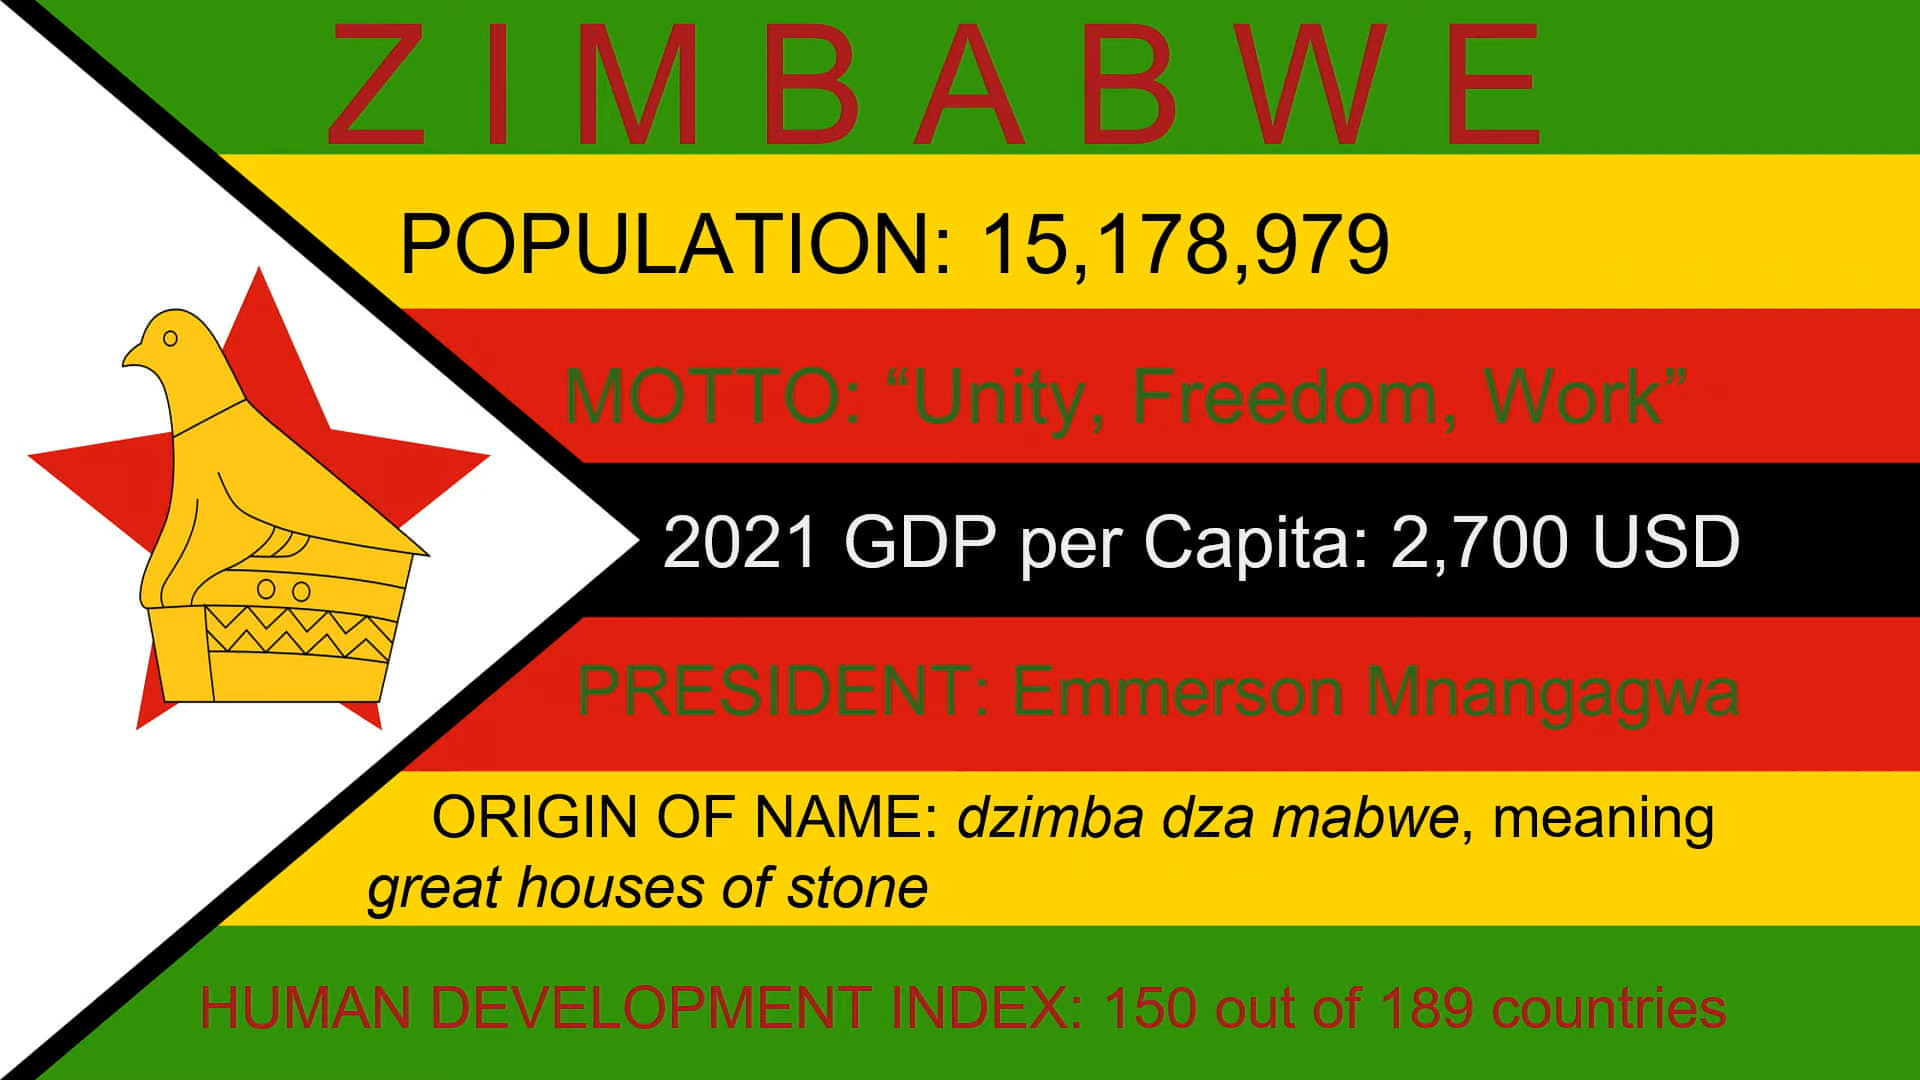 ZIMBABWE
POPULATION: 15,178,979
MOTTO: “Unity, Freedom, Work”
2021 GDP per Capita: 2,700 USD
PRESIDENT: Emmerson Mnangagwa
ORIGIN OF NAME: dzimba dza mabwe, meaning
great houses of stone
HUMAN DEVELOPMENT INDEX: 150 out of 189 countries